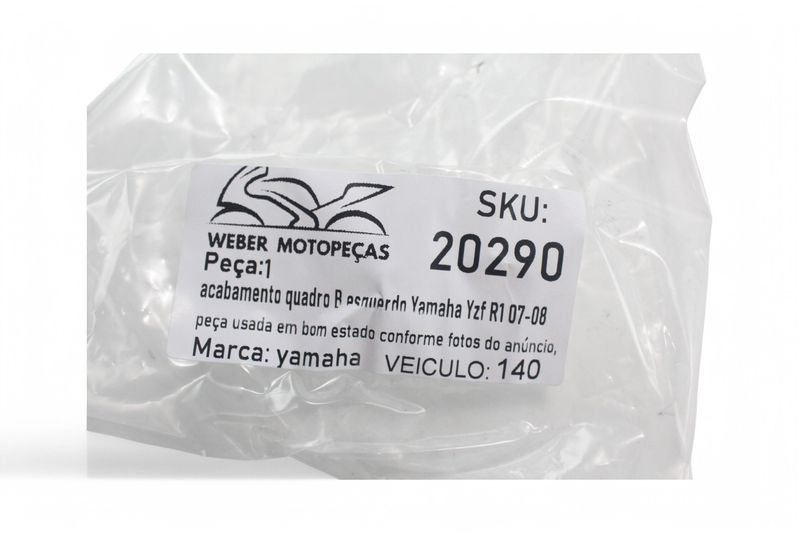 WEBER MOTOPEÇAS
SKU:
20290
Peça:1
acabamento quadro B esquerdo Yamaha Yzf R1 07-08
peça usada em bom estado conforme fotos do anúncio,
Marca: yamaha
VEICULO: 140